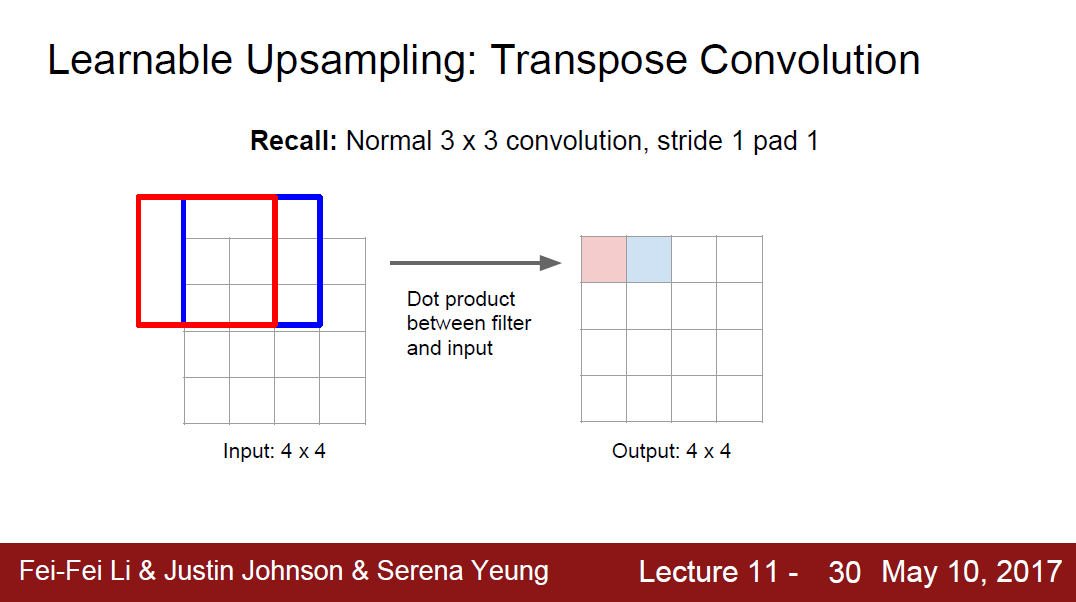 Learnable Upsampling: Transpose Convolution
Recall: Normal 3 x 3 convolution, stride 1 pad 1
Dot product
between filter
and input
Input: 4 x 4
Output: 4 x 4
Fei-Fei Li & Justin Johnson & Serena Yeung
Lecture 11 - 30 May 10, 2017